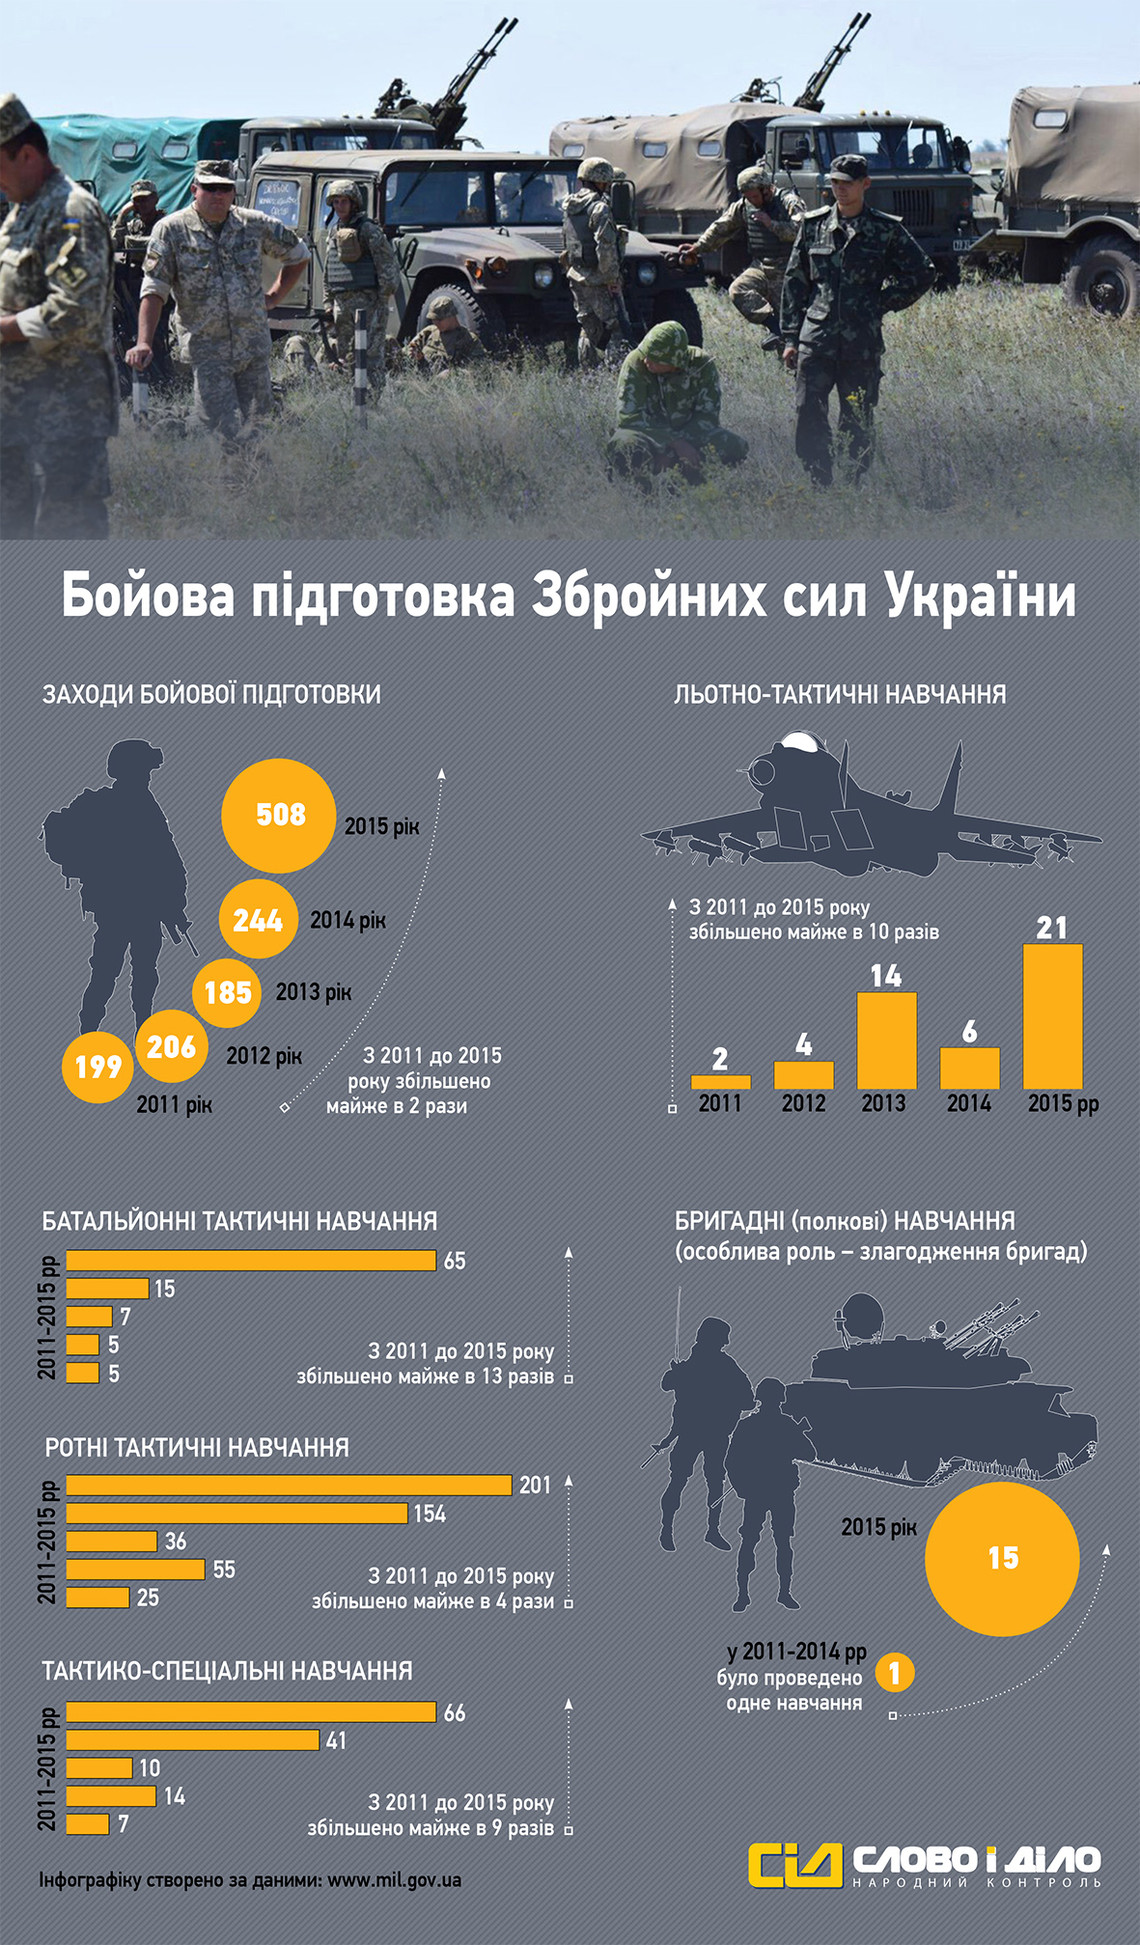 Бойова підготовка Збройних сил України
ЗАХОДИ БОЙОВОЇ ПІДГОТОВКИ
508
2015 рік
244
2014 рік
185
2013 рік
206
2012 рік
199
2011 рік
З 2011 до 2015
року збільшено
майже в 2 рази
ЛЬОТНО-ТАКТИЧНІ НАВЧАННЯ
З 2011 до 2015 року
збільшено майже в 10 разів
2
4
14
6
21
2011
2012
2013
2014
2015 рр
БАТАЛЬЙОННІ ТАКТИЧНІ НАВЧАННЯ
2011-2015 рр
65
15
7
5
5
З 2011 до 2015 року
збільшено майже в 13 разів
РОТНІ ТАКТИЧНІ НАВЧАННЯ
2011-2015 рр
201
154
36
55
25
З 2011 до 2015 року
збільшено майже в 4 рази
ТАКТИКО-СПЕЦІАЛЬНІ НАВЧАННЯ
2011-2015 рр
66
41
10
14
7
З 2011 до 2015 року
збільшено майже в 9 разів
БРИГАДНІ (полкові) НАВЧАННЯ
(особлива роль – злагодження бригад)
2015 рік
15
у 2011-2014 рр
було проведено
одне навчання
1
Інфографіку створено за даними: www.mil.gov.ua
СіД СЛОВО і ДіЛО
НАРОДНИЙ КОНТРОЛЬ